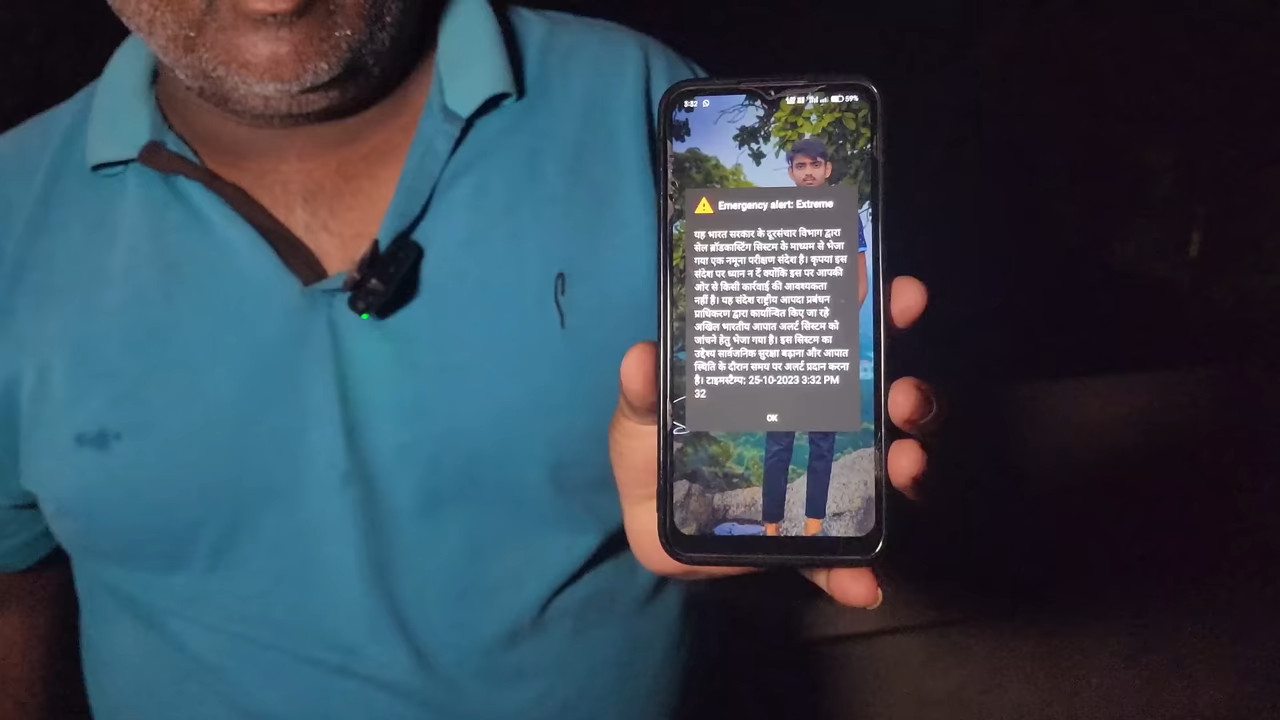 5:32
59%
Emergency alert: Extreme
यह भारत सरकार के दूरसंचार विभाग द्वारा
सेल ब्रॉडकास्टिंग सिस्टम के माध्यम से भेजा
गया एक नमूना परीक्षण संदेश है। कृपया इस
संदेश पर ध्यान न दें क्योंकि इस पर आपकी
ओर से किसी कार्रवाई की आवश्यकता
नहीं है। यह संदेश राष्ट्रीय आपदा प्रबंधन
प्राधिकरण द्वारा कार्यान्वित किए जा रहे
अखिल भारतीय आपात अलर्ट सिस्टम को
जांचने हेतु भेजा गया है। इस सिस्टम का
उद्देश्य सार्वजनिक सुरक्षा बढ़ाना और आपात
स्थिति के दौरान समय पर अलर्ट प्रदान करना
है। टाइमस्टैम्प: 25-10-2023 3:32 PM
32
OK